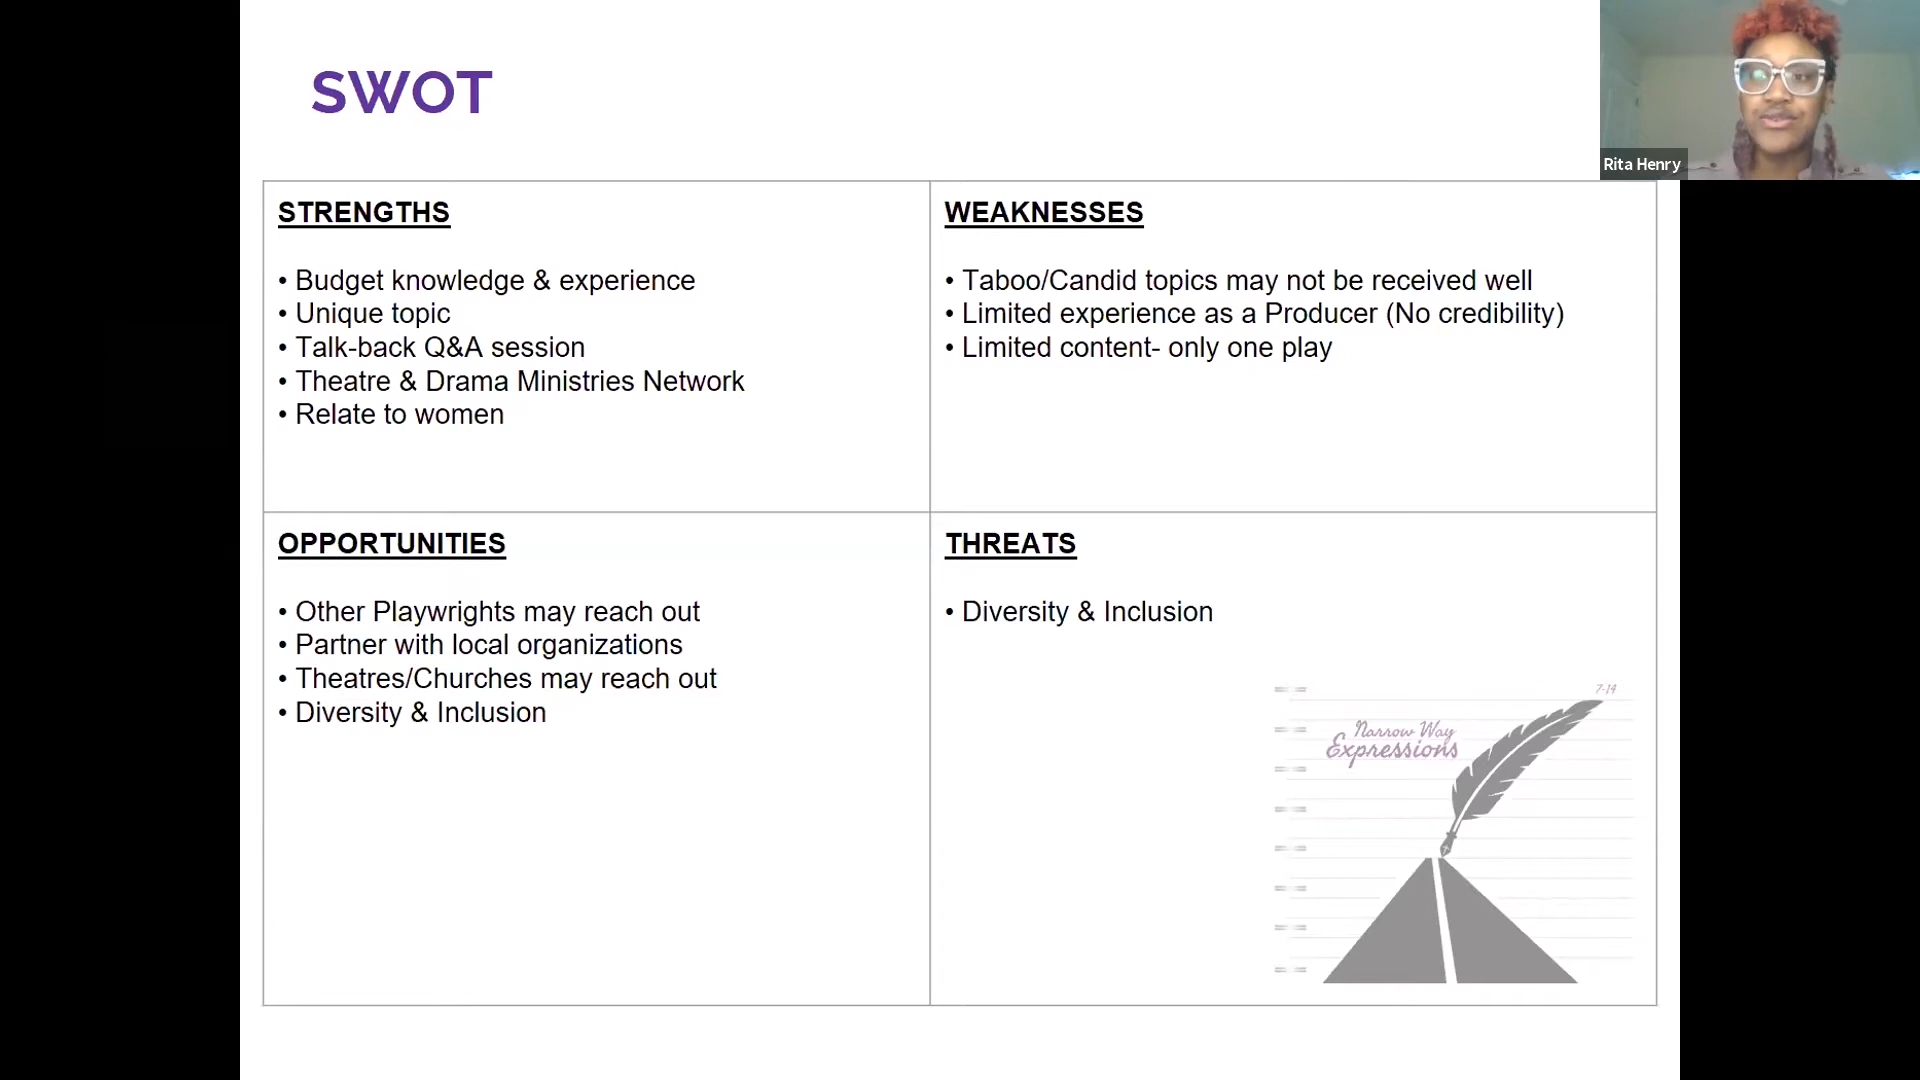 SWOT
Rita Henry
STRENGTHS
• Budget knowledge & experience
• Unique topic
• Talk-back Q&A session
• Theatre & Drama Ministries Network
• Relate to women
WEAKNESSES
• Taboo/Candid topics may not be received well
• Limited experience as a Producer (No credibility)
• Limited content- only one play
OPPORTUNITIES
• Other Playwrights may reach out
• Partner with local organizations
• Theatres/Churches may reach out
• Diversity & Inclusion
THREATS
• Diversity & Inclusion
7-14
Narrow Way
Expressions